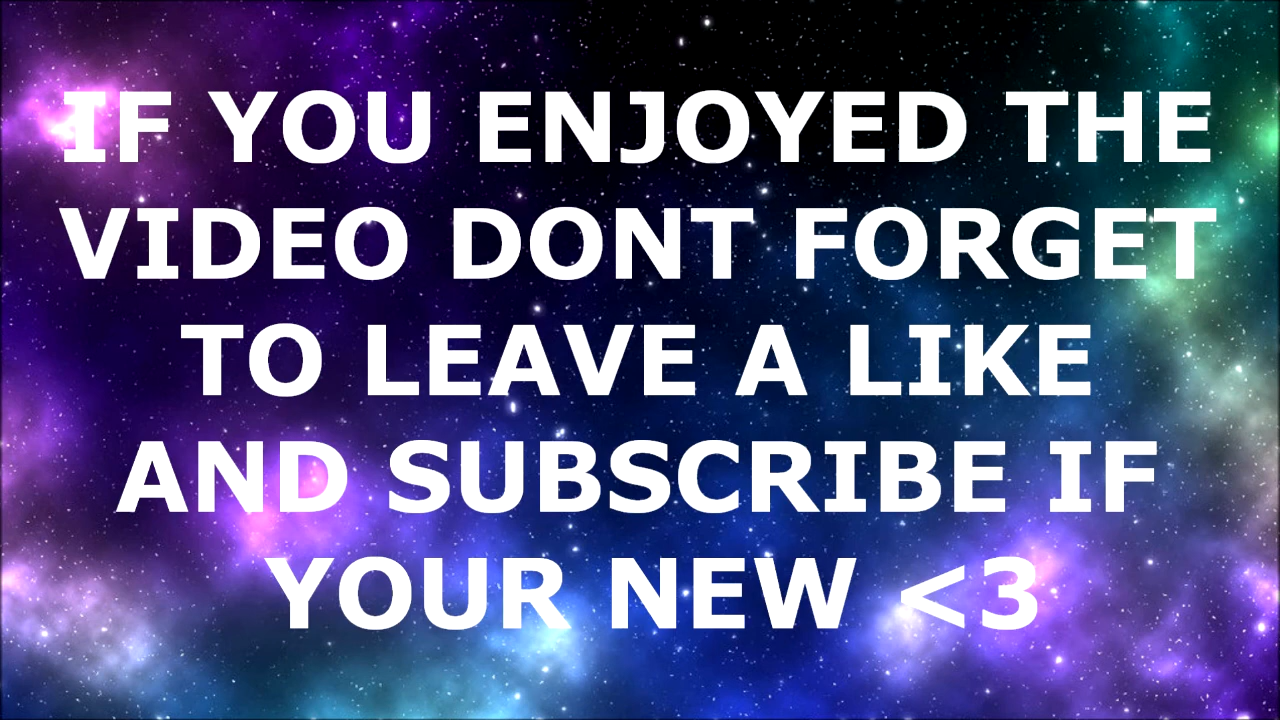 IF YOU ENJOYED THE
VIDEO DONT FORGET
TO LEAVE A LIKE
AND SUBSCRIBE IF
YOUR NEW <3